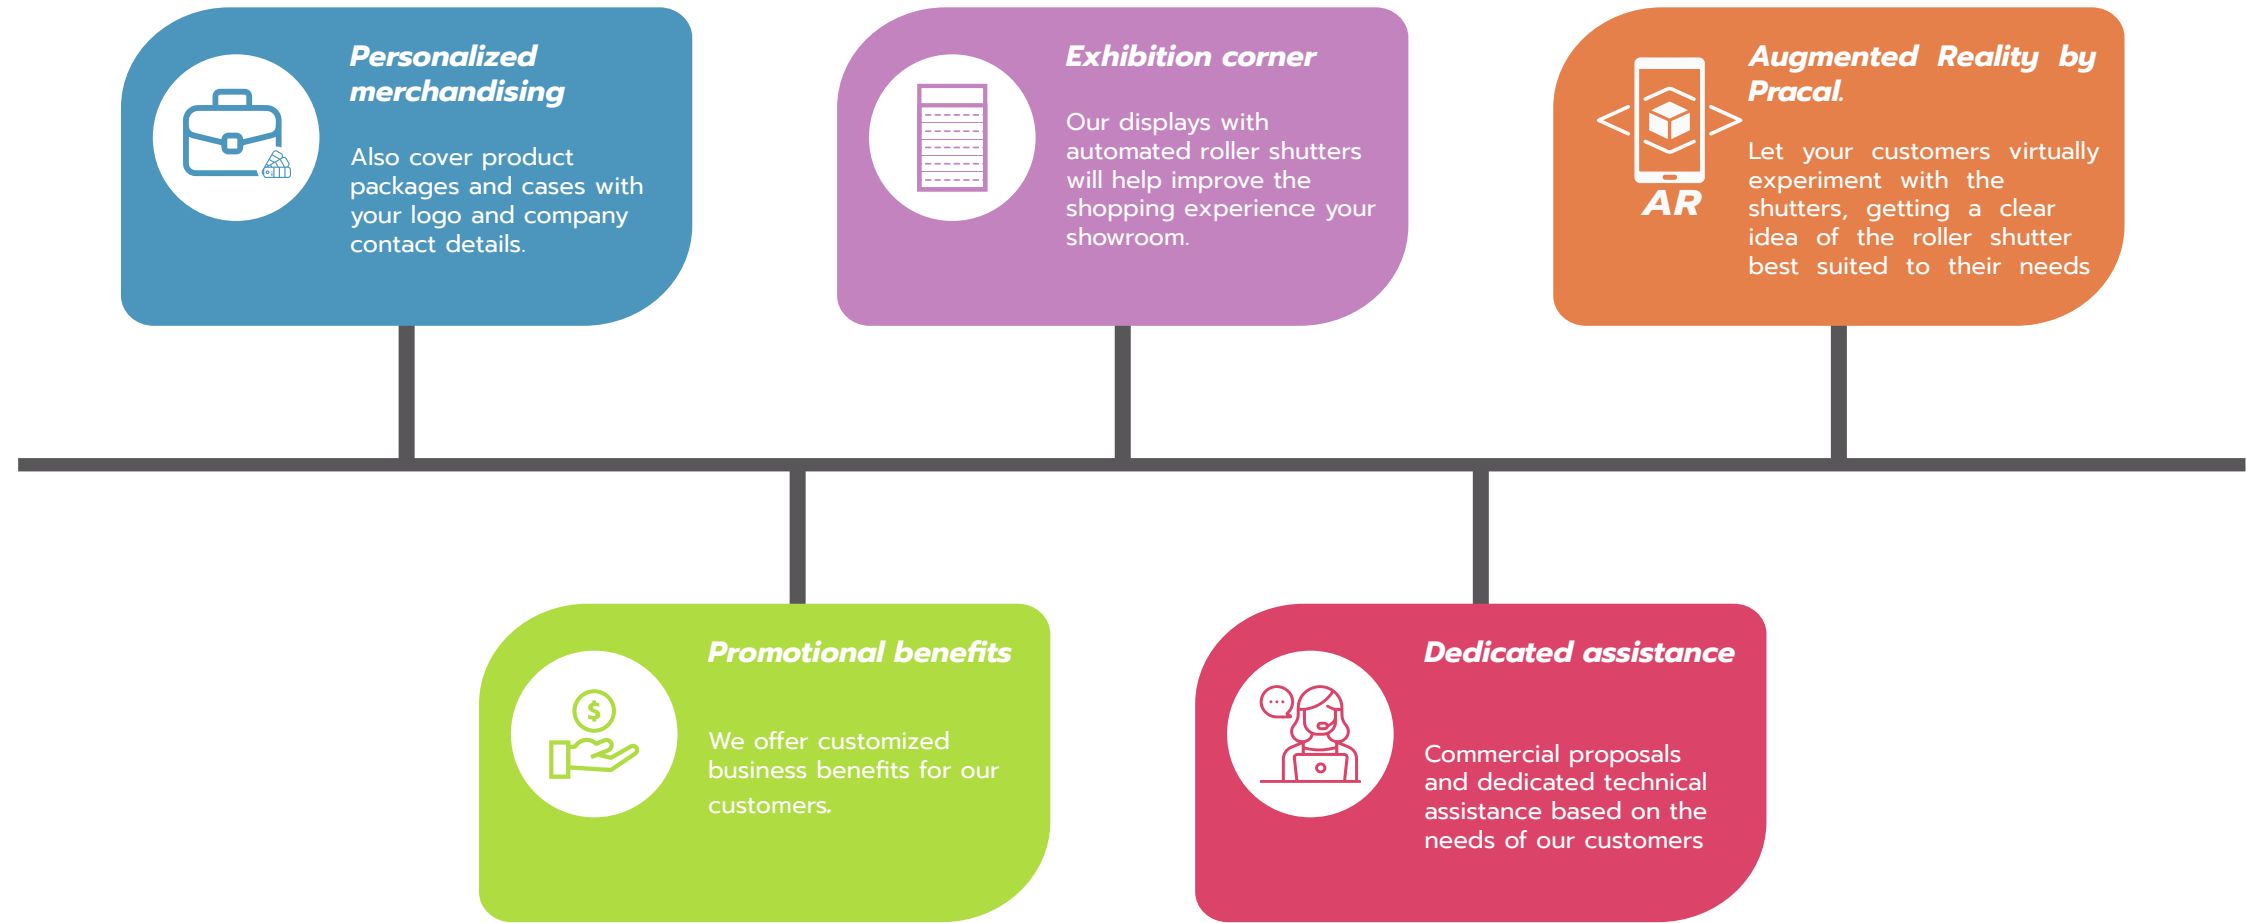 Personalized
merchandising
Also cover product
packages and cases with
your logo and company
contact details.
Exhibition corner
Our displays with
automated roller shutters
will help improve the
shopping experience your
showroom.
AR
Augmented Reality by
Pracal.
Let your customers virtually
experiment with the
shutters, getting a clear
idea of the roller shutter
best suited to their needs
$
Promotional benefits
We offer customized
business benefits for our
customers.
Dedicated assistance
Commercial proposals
and dedicated technical
assistance based on the
needs of our customers